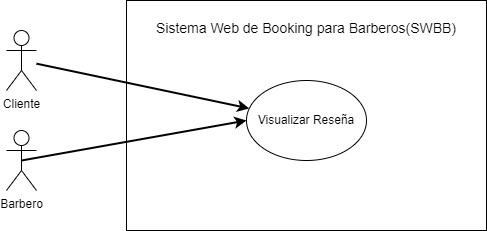 Sistema Web de Booking para Barberos(SWBB)
Cliente
Visualizar Reseña
Barbero